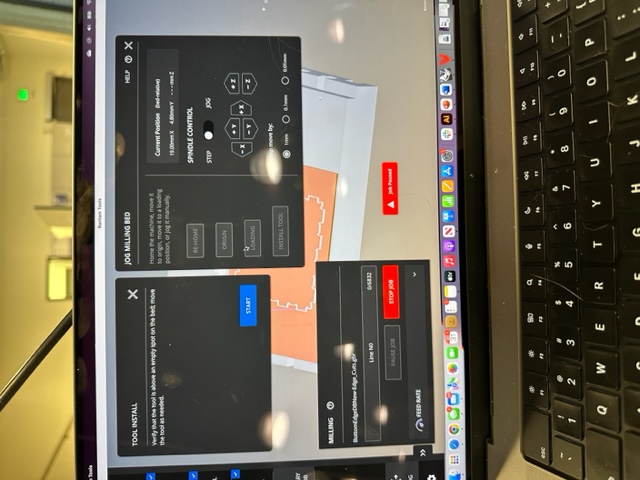 Bantam Tools
TOOL INSTALL
Verify that the tool is above an empty spot on the bed; move
the tool as needed.
START
JOG MILLING BED
HELP
Home the machine, move it
to origin, move it to a loading
position, or jog it manually.
RE-HOME
ORIGIN
LOADING
INSTALL TOOL
Current Position (bed-relative)
19.00mm X 4.80mm Y - - - mm Z
SPINDLE CONTROL
STEP
JOG
- X
+ Y
- Y
+ X
+ Z
- Z
move by:
1mm
0.1mm
0.01mm
MILLING
BottomEdgeDBNew-Edge_Cuts.gbr
Line N0
0/6832
PAUSE JOB
STOP JOB
FEED RATE
Job Paused
esc
F1
F2
F3
F4
F5
F6
F7
F8
F9
F10
F11
~ ! @ # $ % ^ & * ( )
1 2 3 4 5 6 7 8 9 0
Q W E R T Y U I O P
S D F G H J K L